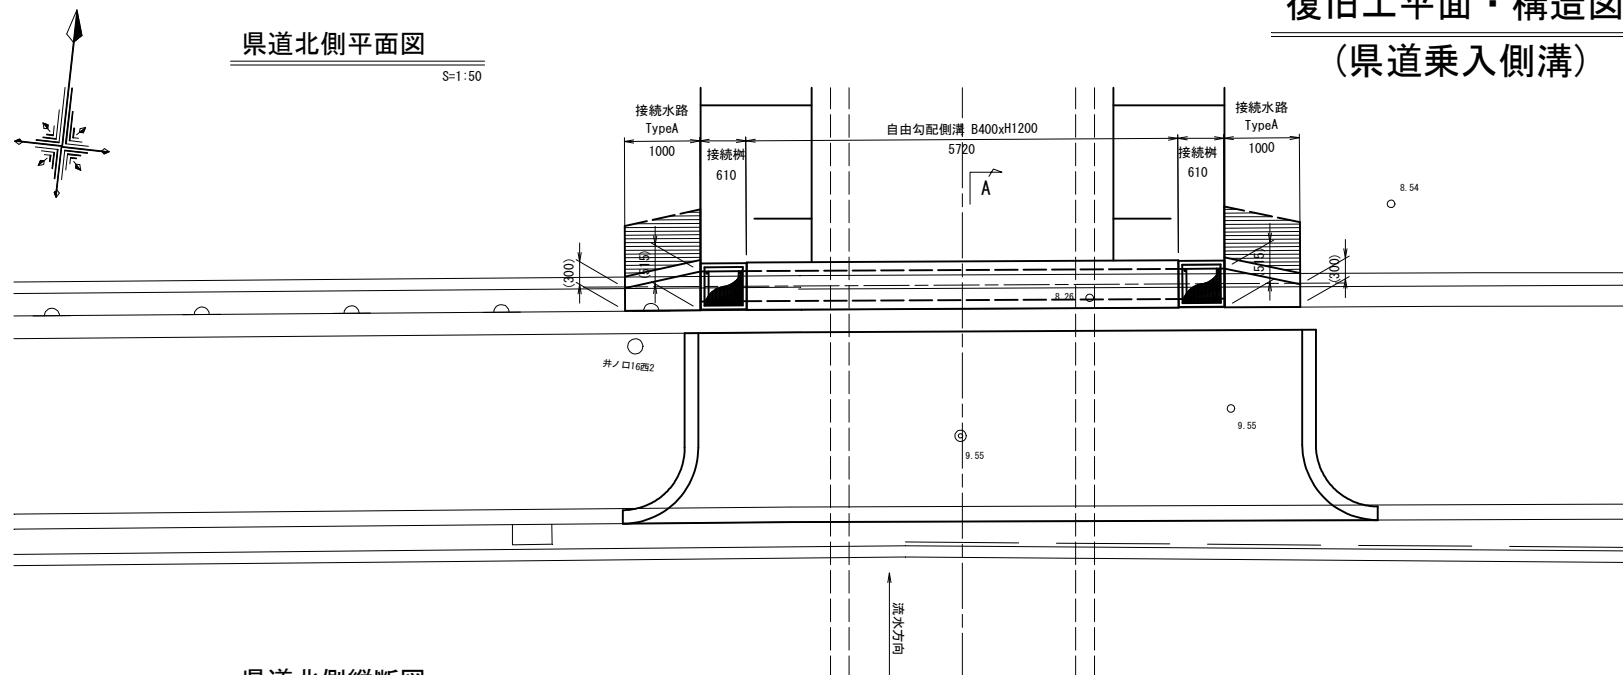 復旧工平面・構造図
(県道乗入側溝)
県道北側平面図
S=1:50
接続水路
TypeA
1000
接続桝
610
自由勾配側溝 B400xH1200
5720
接続桝
610
接続水路
TypeA
1000
A
8.54
(300)
(515)
(515)
(300)
8.26
井ノ口16西2
9.55
9.55
流水方向
県道北側縦断図